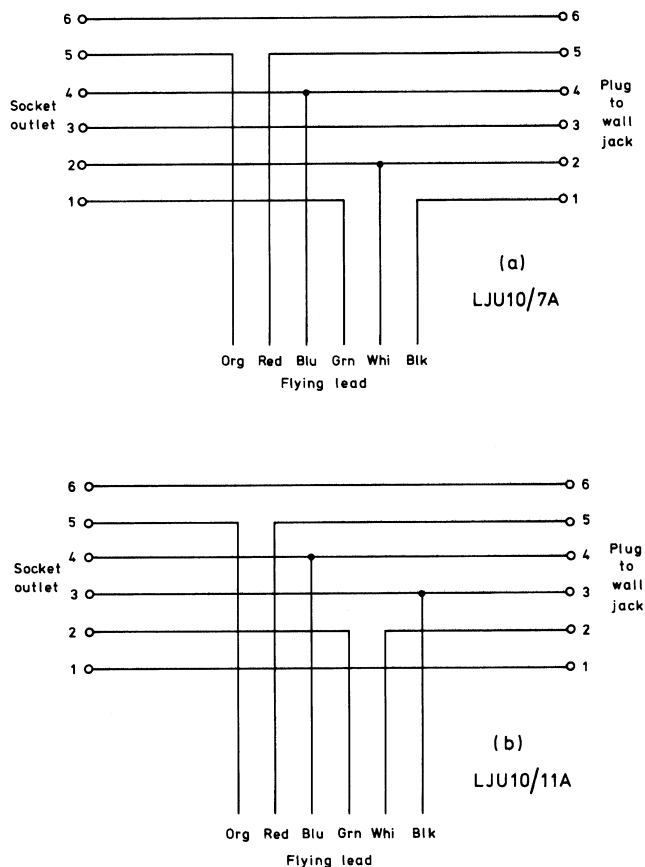 6 6
5 5
Socket outlet
4 4
Plug to wall jack
3 3
2 2
1 1
(a)
LJU10/7A
Org Red Blu Grn Whi Blk
Flying lead
6 6
5 5
Socket outlet
4 4
Plug to wall jack
3 3
2 2
1 1
(b)
LJU10/11A
Org Red Blu Grn Whi Blk
Flying lead